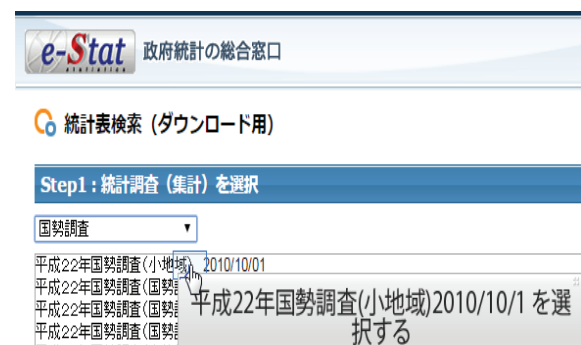 e-Stat 政府統計の総合窓口
statistics
統計表検索（ダウンロード用）
Step1：統計調査（集計）を選択
国勢調査
平成22年国勢調査(小地域) 2010/10/01
平成22年国勢調査(国勢
平成22年国勢調査(国勢
平成22年国勢調査(国勢
平成22年国勢調査(小地域)2010/10/1 を選
択する